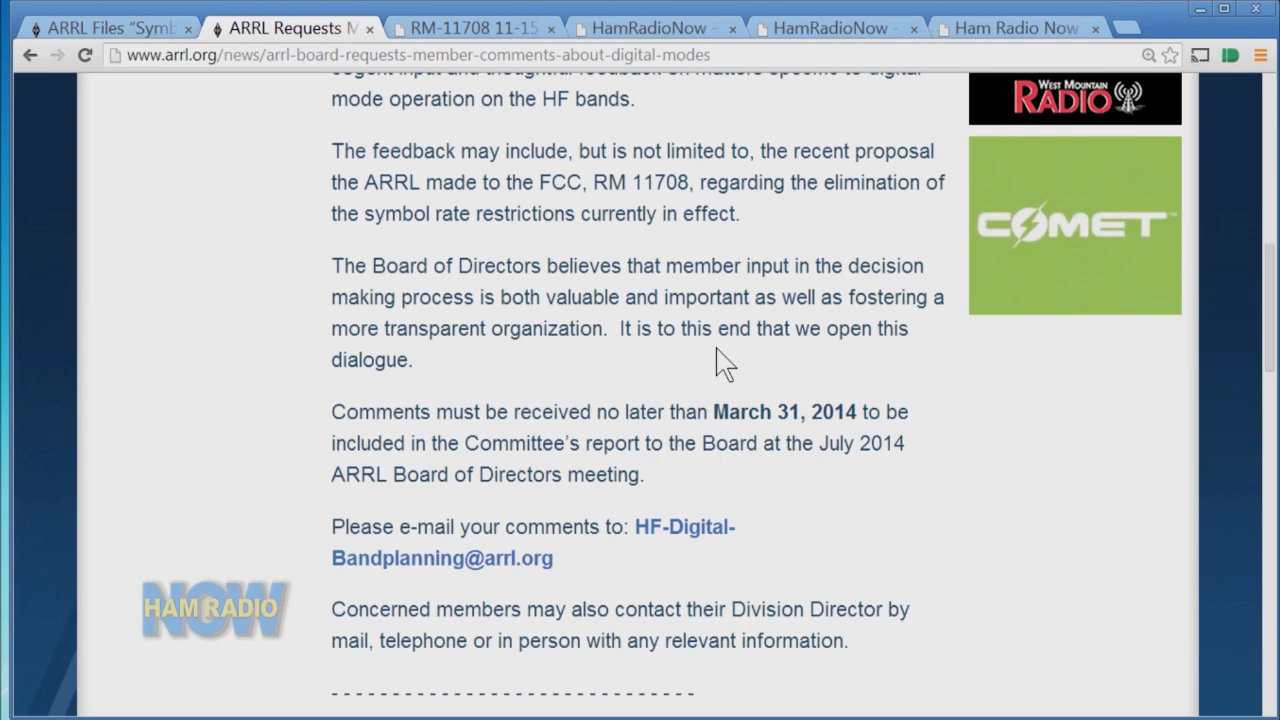 ARRL Files “Symb
ARRL Requests M
RM-11708 11-15
HamRadioNow -
HamRadioNow -
Ham Radio Now
www.arrl.org/news/arrl-board-requests-member-comments-about-digital-modes
mode operation on the HF bands.
The feedback may include, but is not limited to, the recent proposal
the ARRL made to the FCC, RM 11708, regarding the elimination of
the symbol rate restrictions currently in effect.
The Board of Directors believes that member input in the decision
making process is both valuable and important as well as fostering a
more transparent organization.  It is to this end that we open this
dialogue.
Comments must be received no later than March 31, 2014 to be
included in the Committee’s report to the Board at the July 2014
ARRL Board of Directors meeting.
Please e-mail your comments to: HF-Digital-
Bandplanning@arrl.org
Concerned members may also contact their Division Director by
mail, telephone or in person with any relevant information.
- - - - - - - - - - - - - - - - - - - - - - - - - - - - -
WEST MOUNTAIN
RADIO
COMET™
NOW
HAM RADIO